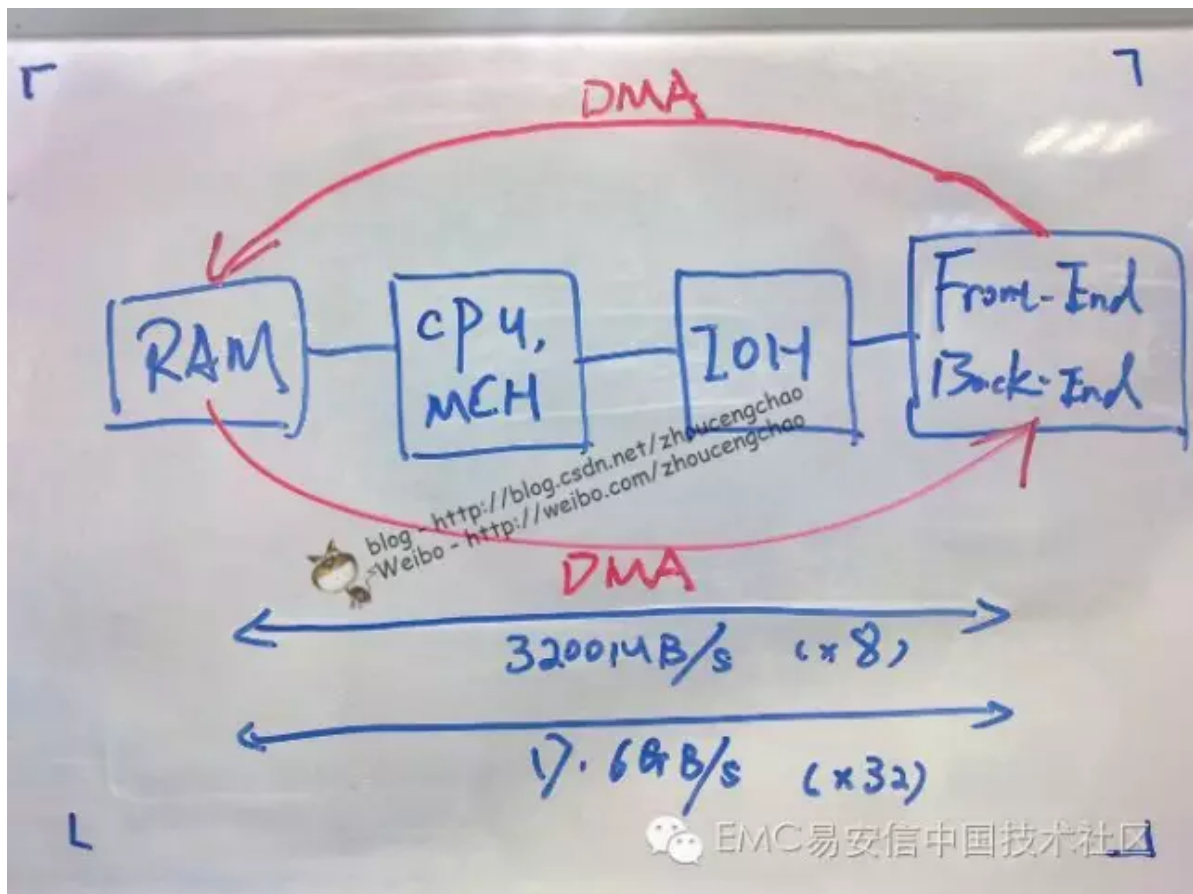 DMA
RAM
CPU,
MCH
IOH
Front-End
Back-End
blog - http://blog.csdn.net/zhoucengchao
Weibo - http://weibo.com/zhoucengchao
DMA
3200MB/s (x8)
17.6GB/s (x32)
EMC易安信中国技术社区